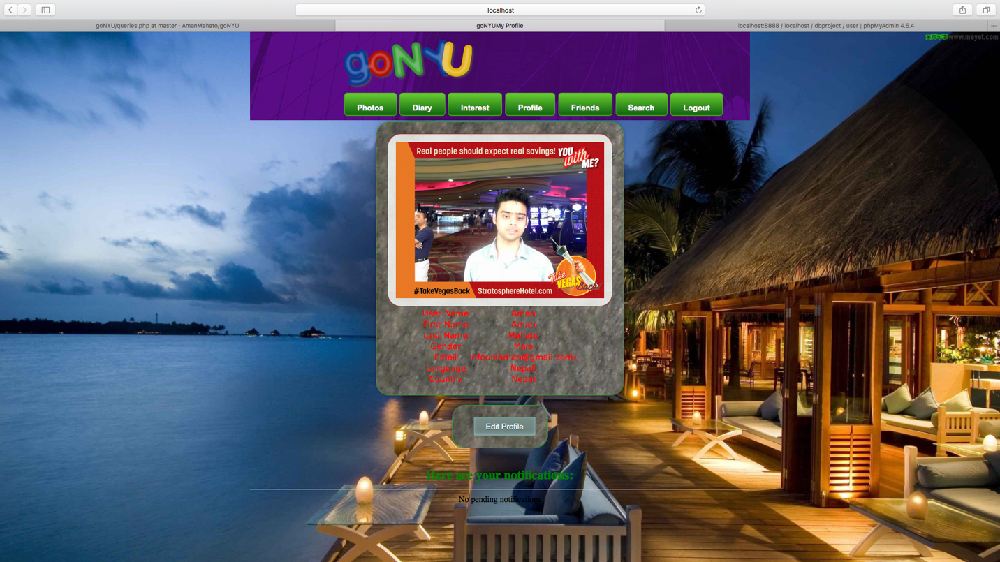 localhost
goNYU/queries.php at master · AmanMahato/goNYU
goNYUMy Profile
localhost:8888 / localhost / dbproject / user | phpMyAdmin 4.6.4
www.meyet.com
goNYU
Photos
Diary
Interest
Profile
Friends
Search
Logout
Real people should expect real savings!
YOU with ME?
Take VEGAS Back!
#TakeVegasBack StratosphereHotel.com
User Name Aman
First Name Aman
Last Name Mahato
Gender Male
Email
Language Nepali
Country Nepal
Edit Profile
Here are your notifications:
No pending notifications